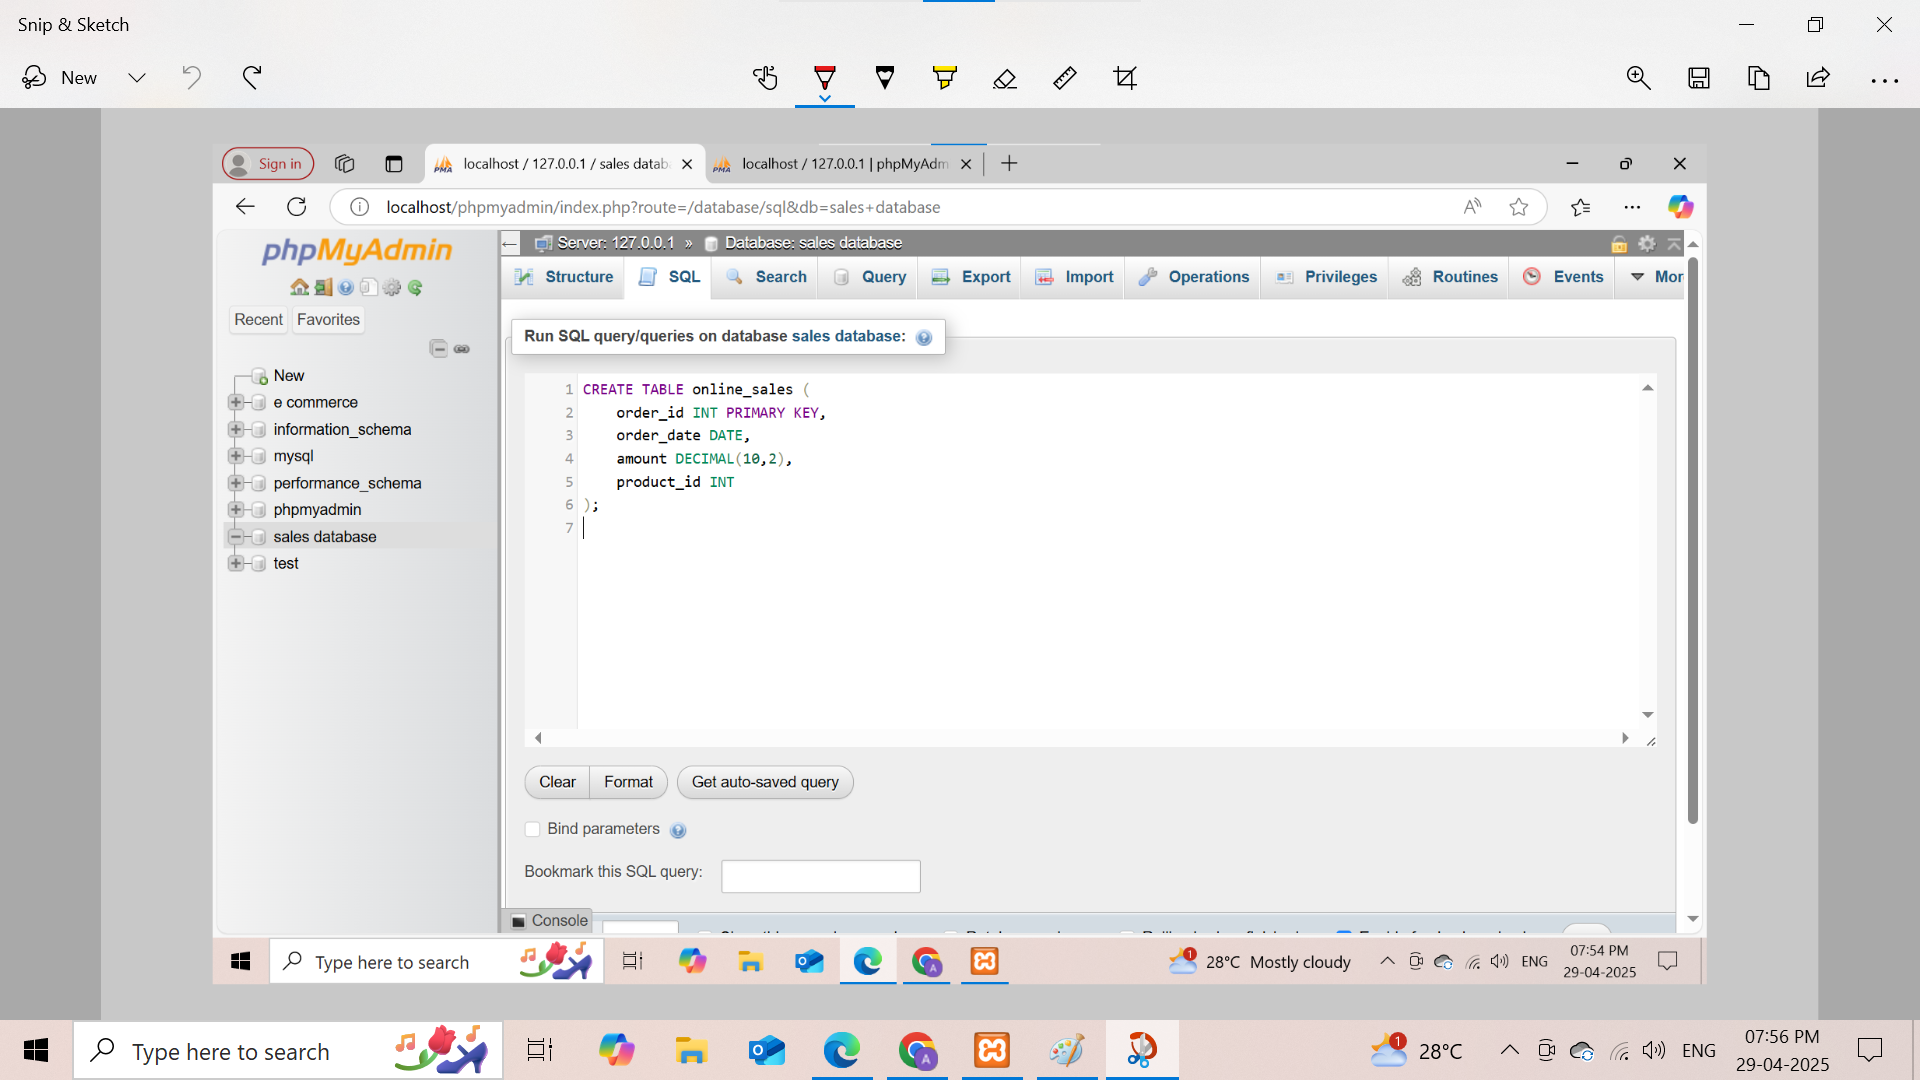 Snip & Sketch
New
Sign in
localhost / 127.0.0.1 / sales datab
localhost / 127.0.0.1 | phpMyAdm
localhost/phpmyadmin/index.php?route=/database/sql&db=sales+database
phpMyAdmin
Recent
Favorites
New
e commerce
information_schema
mysql
performance_schema
phpmyadmin
sales database
test
Server: 127.0.0.1 » Database: sales database
Structure
SQL
Search
Query
Export
Import
Operations
Privileges
Routines
Events
Mor
Run SQL query/queries on database sales database:
1 CREATE TABLE online_sales (
2 order_id INT PRIMARY KEY,
3 order_date DATE,
4 amount DECIMAL(10,2),
5 product_id INT
6 );
7
Clear
Format
Get auto-saved query
Bind parameters
Bookmark this SQL query:
Console
Type here to search
28°C Mostly cloudy
ENG
07:54 PM
29-04-2025
Type here to search
28°C
ENG
07:56 PM
29-04-2025